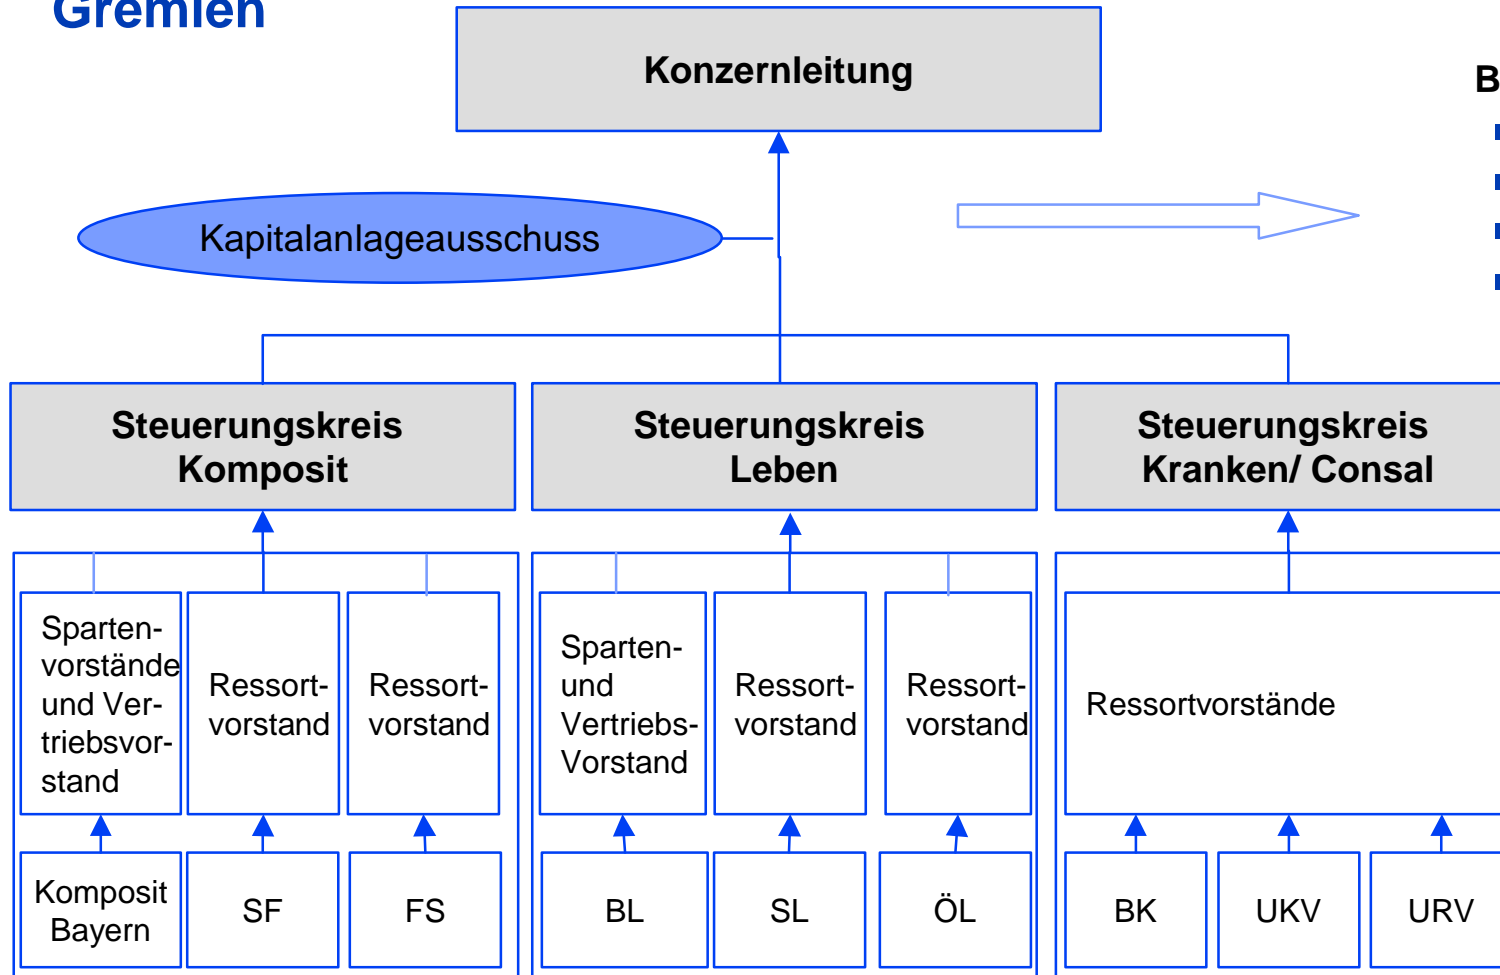 Gremien
Konzernleitung
B
Kapitalanlageausschuss
Steuerungskreis
Komposit
Steuerungskreis
Leben
Steuerungskreis
Kranken/ Consal
Sparten-
vorstände
und Ver-
triebsvor-
stand
Ressort-
vorstand
Ressort-
vorstand
Sparten-
und
Vertriebs-
Vorstand
Ressort-
vorstand
Ressort-
vorstand
Ressortvorstände
Komposit
Bayern
SF
FS
BL
SL
ÖL
BK
UKV
URV